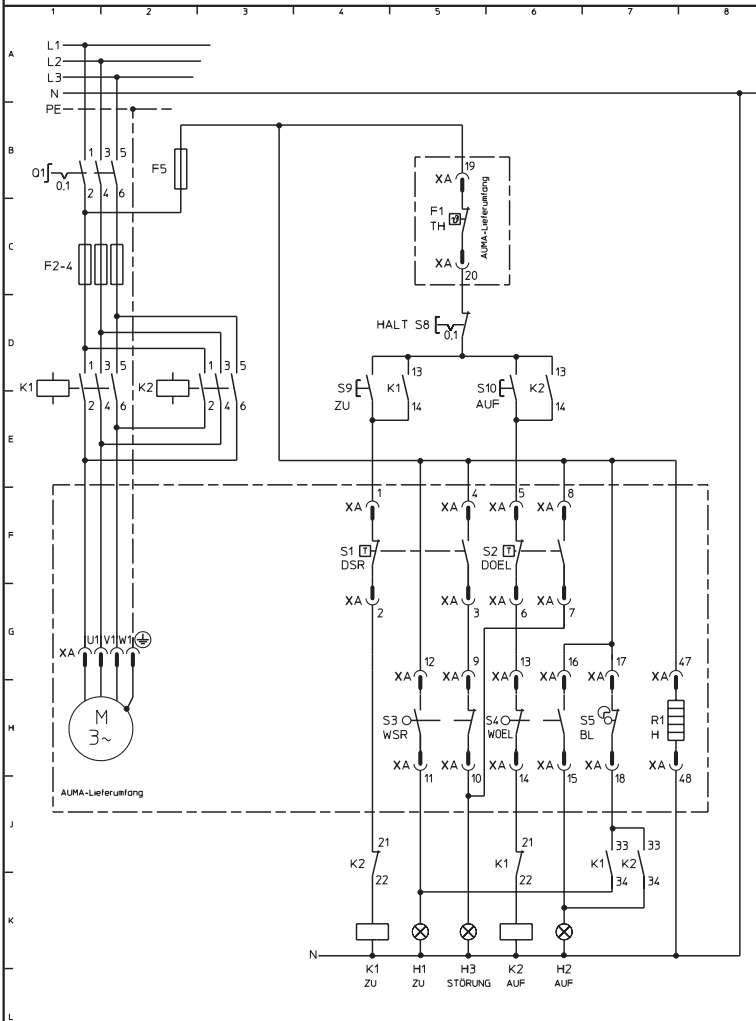 1 2 3 4 5 6 7 8
A
L1
L2
L3
N
PE
B
Q1 0,1
1 3 5
2 4 6
F5
19
XA
F1
TH
AUMA-Lieferumfang
XA
20
C
F2-4
HALT S8
0,1
D
1 3 5
K1
2 4 6
K2
1 3 5
2 4 6
S9
ZU
K1
13
14
S10
AUF
K2
13
14
E
F
1 4 5 8
XA XA XA XA
S1 T
DSR
S2 T
DOEL
XA XA XA XA
2 3 6 7
G
XA U1 V1 W1
12 9 13 16 17 47
XA XA XA XA XA XA
H
M
3~
S3
WSR
S4
WOEL
S5
BL
R1
H
XA XA XA XA XA XA
11 10 14 15 18 48
AUMA-Lieferumfang
J
K2
21
22
K1
21
22
K1
33
34
K2
33
34
K
N
K1 H1 H3 K2 H2
ZU ZU STÖRUNG AUF AUF
L